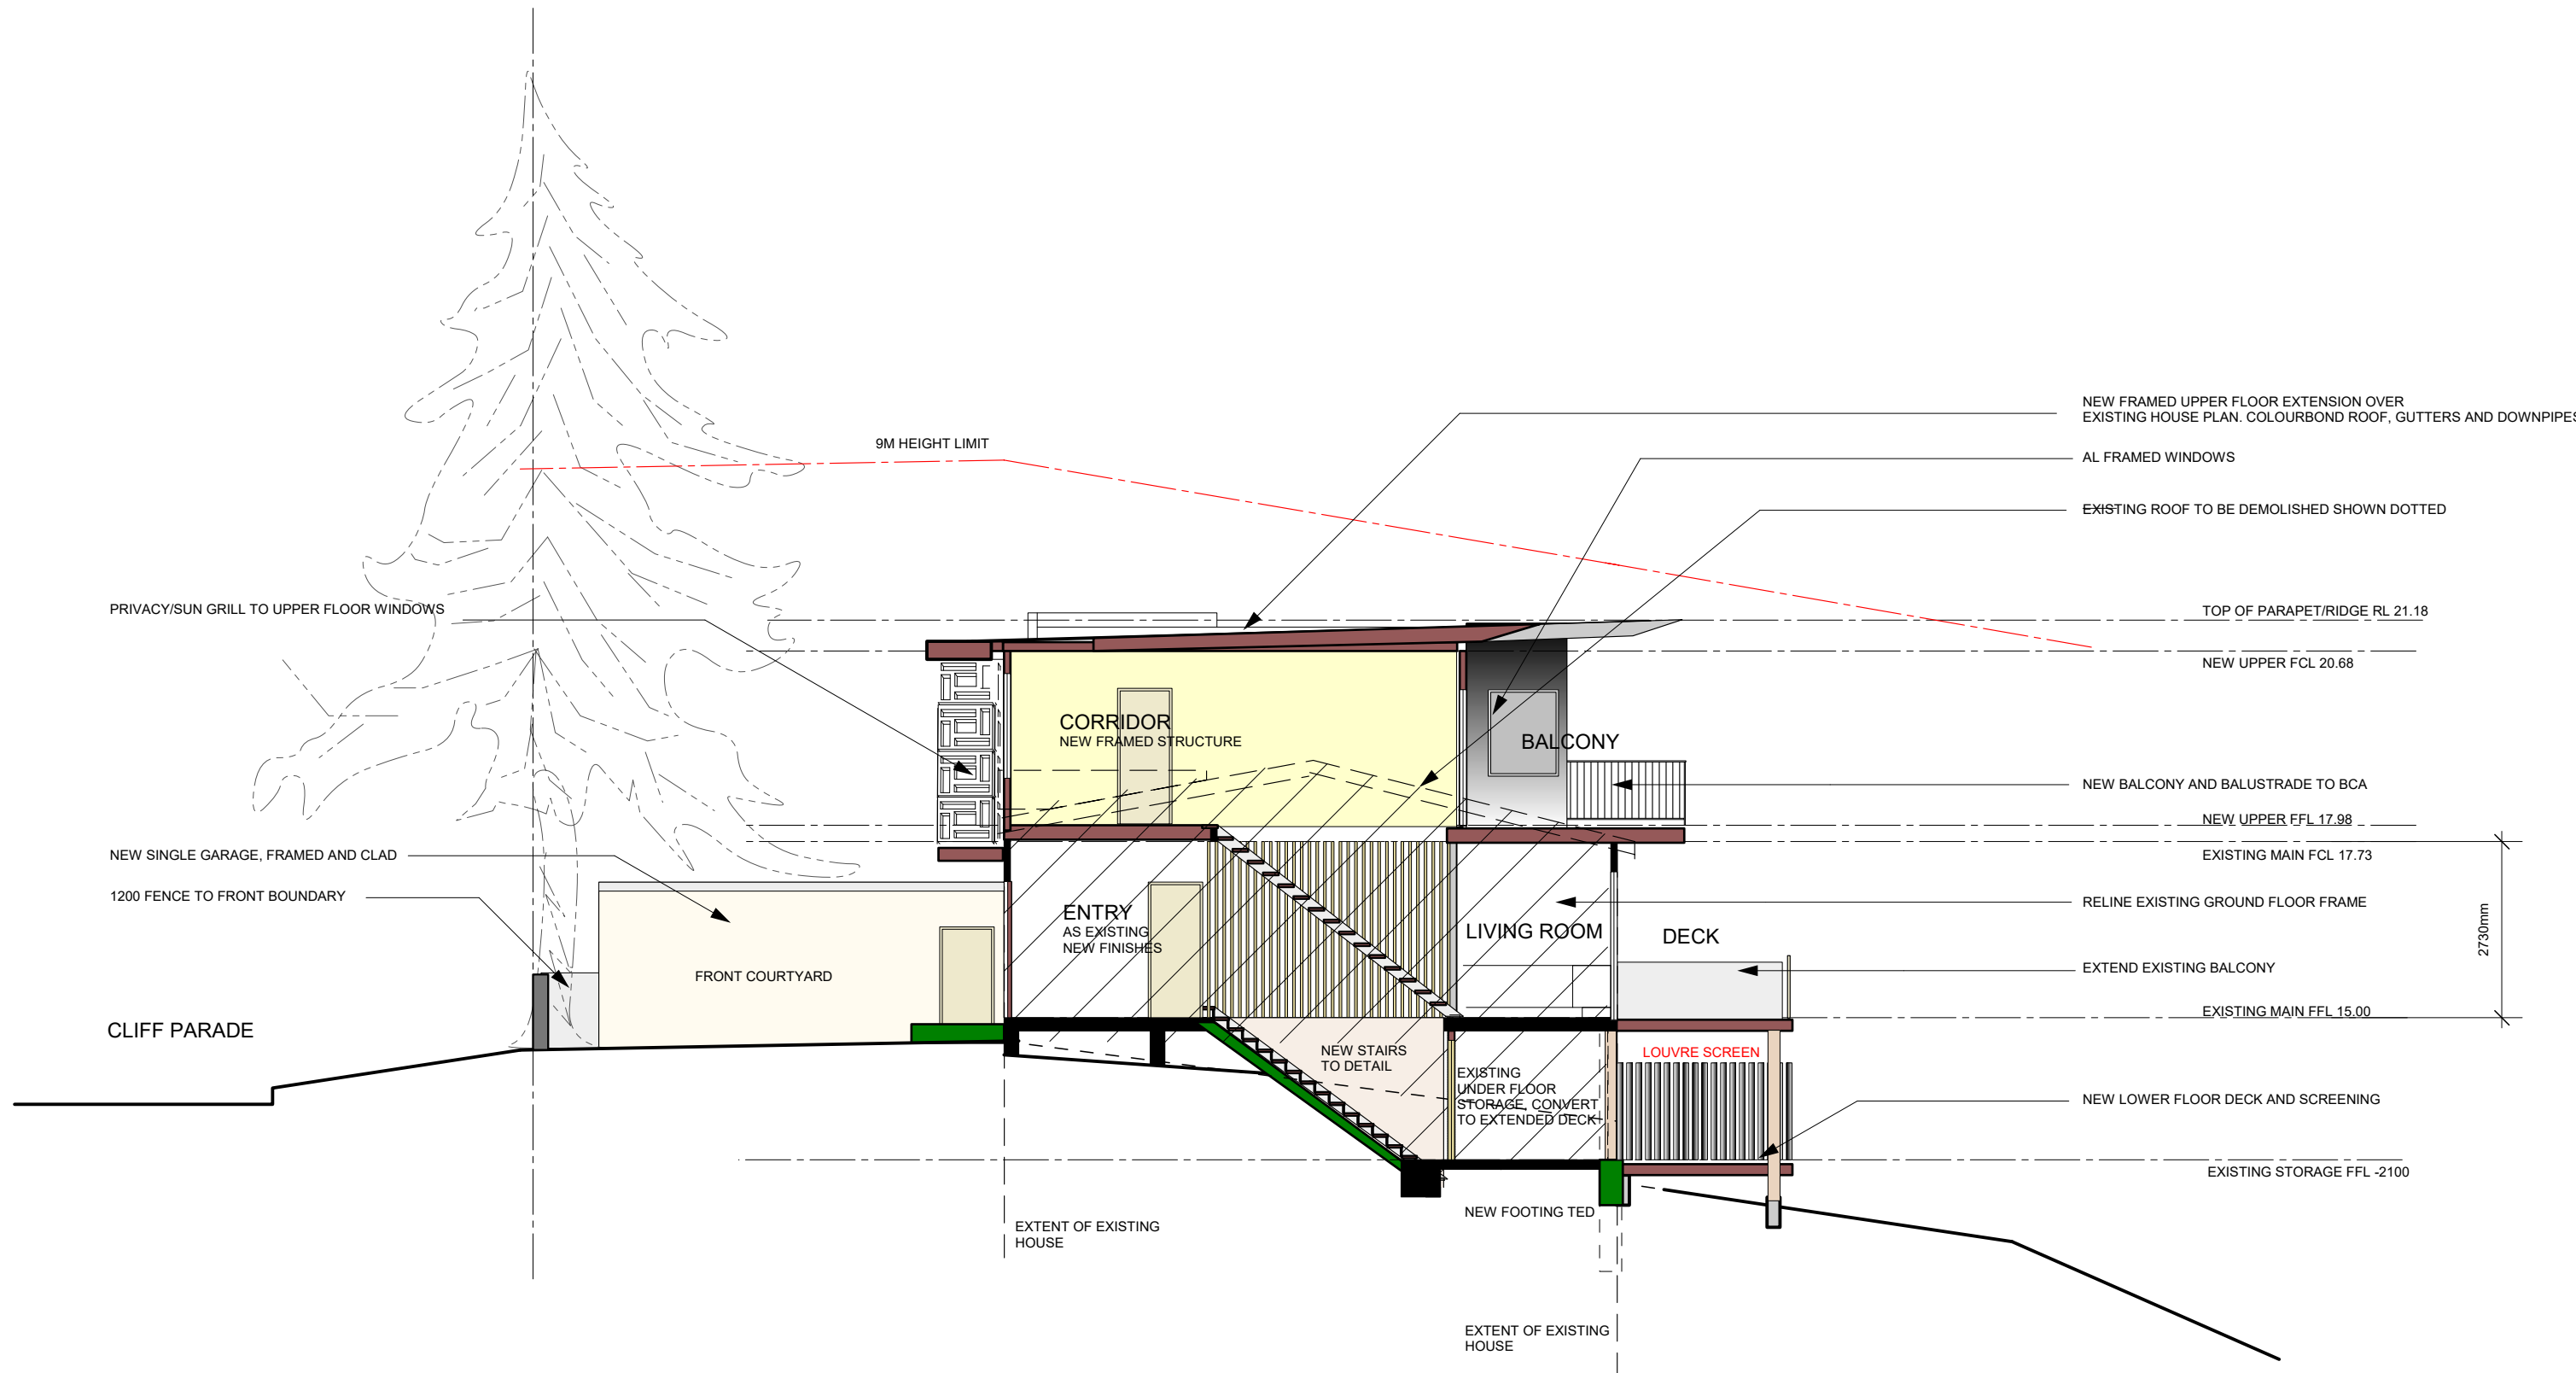 NEW FRAMED UPPER FLOOR EXTENSION OVER
EXISTING HOUSE PLAN. COLOURBOND ROOF, GUTTERS AND DOWNPIPES
9M HEIGHT LIMIT
AL FRAMED WINDOWS
EXISTING ROOF TO BE DEMOLISHED SHOWN DOTTED
PRIVACY/SUN GRILL TO UPPER FLOOR WINDOWS
TOP OF PARAPET/RIDGE RL 21.18
NEW UPPER FCL 20.68
CORRIDOR
NEW FRAMED STRUCTURE
BALCONY
NEW BALCONY AND BALUSTRADE TO BCA
NEW UPPER FFL 17.98
NEW SINGLE GARAGE, FRAMED AND CLAD
EXISTING MAIN FCL 17.73
1200 FENCE TO FRONT BOUNDARY
RELINE EXISTING GROUND FLOOR FRAME
ENTRY
AS EXISTING
NEW FINISHES
LIVING ROOM
DECK
2730mm
FRONT COURTYARD
EXTEND EXISTING BALCONY
CLIFF PARADE
EXISTING MAIN FFL 15.00
NEW STAIRS
TO DETAIL
LOUVRE SCREEN
EXISTING
UNDER FLOOR
STORAGE, CONVERT
TO EXTENDED DECK
NEW LOWER FLOOR DECK AND SCREENING
EXISTING STORAGE FFL -2100
NEW FOOTING TED
EXTENT OF EXISTING
HOUSE
EXTENT OF EXISTING
HOUSE